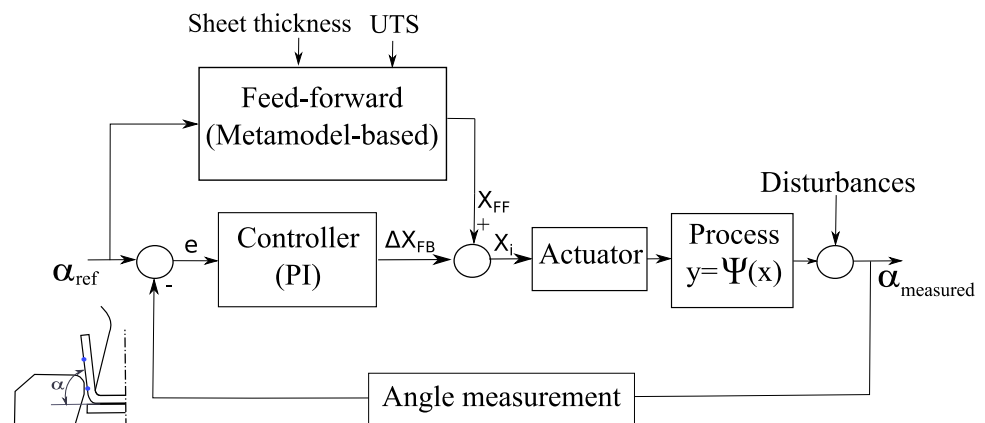 Sheet thickness UTS
Feed-forward
(Metamodel-based)
X_FF
+
Disturbances
α_ref
-
e
Controller
(PI)
ΔX_FB
X_i
Actuator
Process
y=Ψ(x)
α_measured
α
Angle measurement